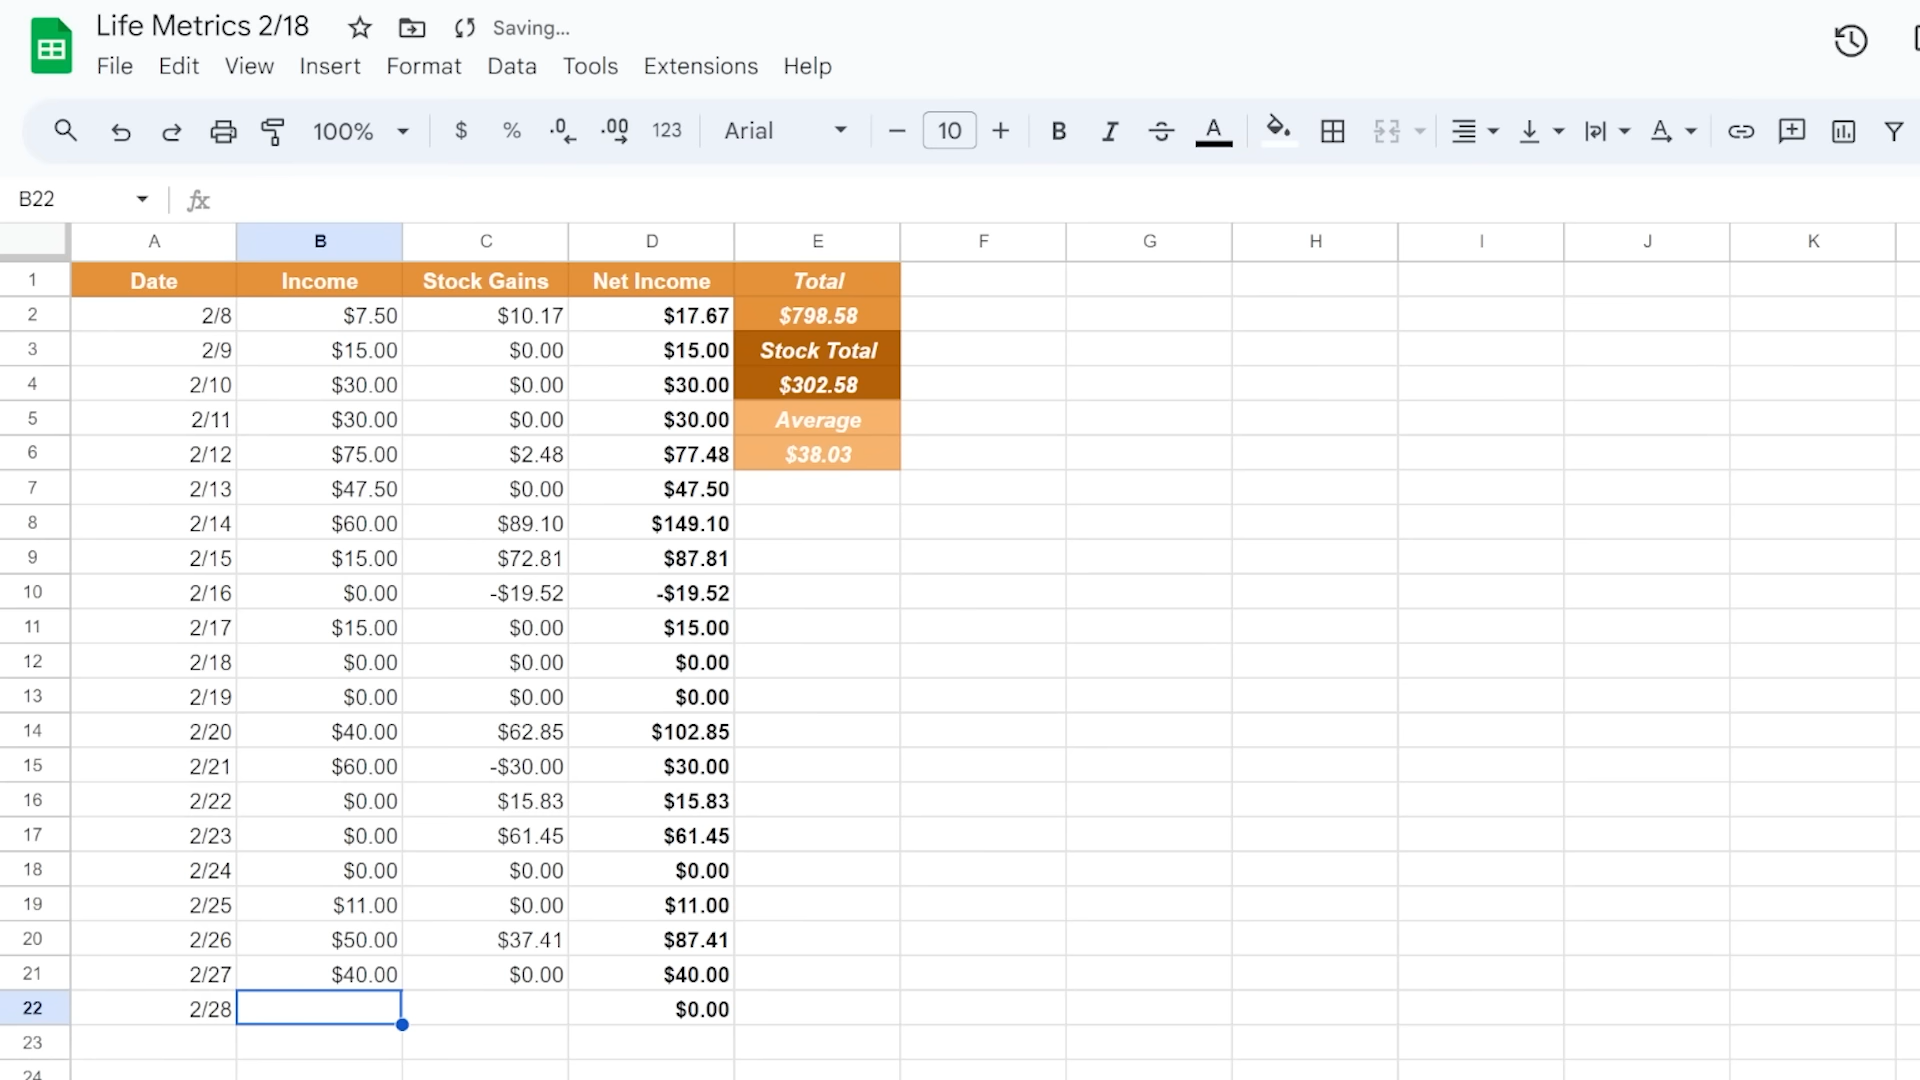 Life Metrics 2/18 Saving...
File Edit View Insert Format Data Tools Extensions Help
100% $ % .0 .00 123 Arial 10 B I A
B22 fx
A B C D E F G H I J K
1 Date Income Stock Gains Net Income Total
2 2/8 $7.50 $10.17 $17.67 $798.58
3 2/9 $15.00 $0.00 $15.00 Stock Total
4 2/10 $30.00 $0.00 $30.00 $302.58
5 2/11 $30.00 $0.00 $30.00 Average
6 2/12 $75.00 $2.48 $77.48 $38.03
7 2/13 $47.50 $0.00 $47.50
8 2/14 $60.00 $89.10 $149.10
9 2/15 $15.00 $72.81 $87.81
10 2/16 $0.00 -$19.52 -$19.52
11 2/17 $15.00 $0.00 $15.00
12 2/18 $0.00 $0.00 $0.00
13 2/19 $0.00 $0.00 $0.00
14 2/20 $40.00 $62.85 $102.85
15 2/21 $60.00 -$30.00 $30.00
16 2/22 $0.00 $15.83 $15.83
17 2/23 $0.00 $61.45 $61.45
18 2/24 $0.00 $0.00 $0.00
19 2/25 $11.00 $0.00 $11.00
20 2/26 $50.00 $37.41 $87.41
21 2/27 $40.00 $0.00 $40.00
22 2/28 $0.00
23
24